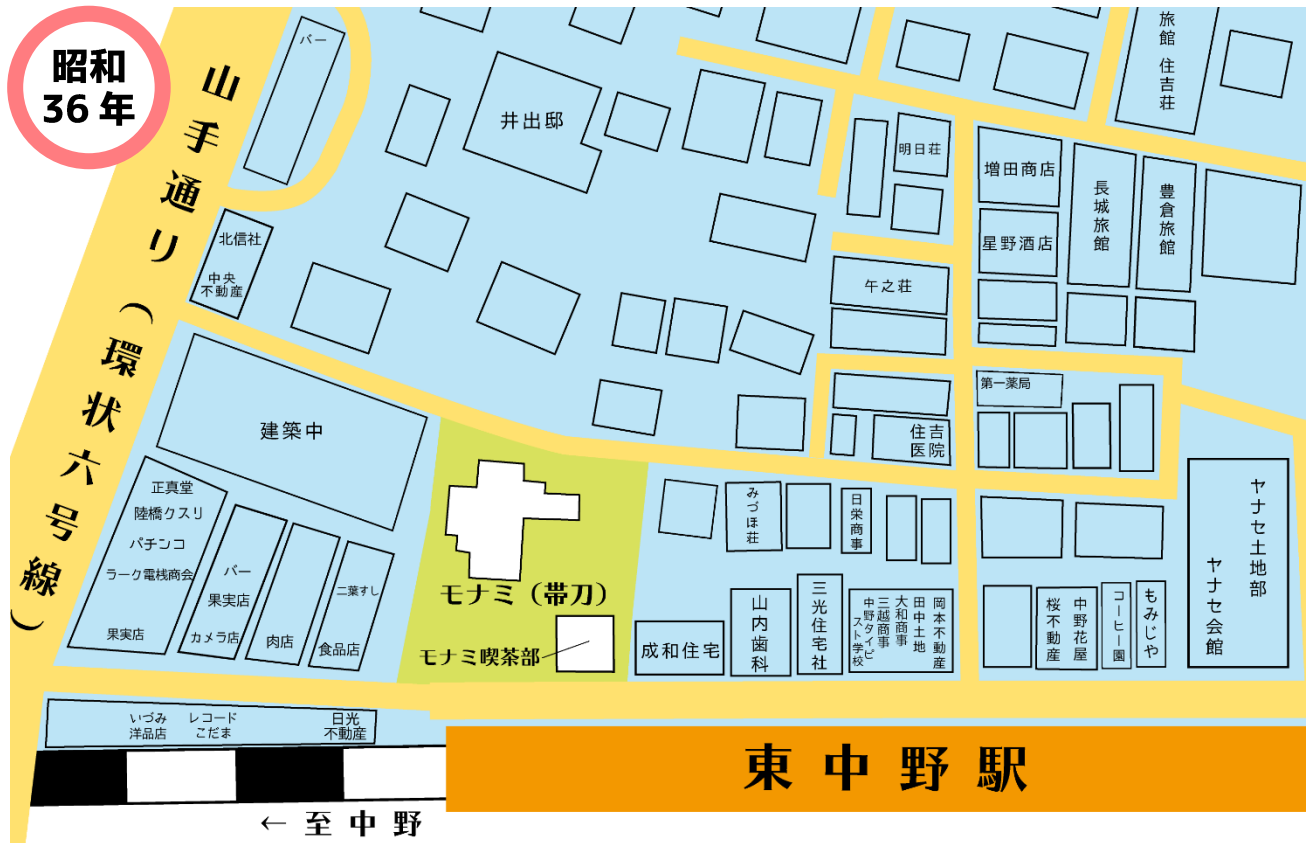 昭和
36年
山手通り(環状六号線)
バー
井出邸
旅館 住吉荘
明日荘
増田商店
長城旅館
豊倉旅館
星野酒店
北信社
中央
不動産
午之荘
第一薬局
住吉
医院
建築中
正真堂
陸橋クスリ
パチンコ
ラーク電桟商会
果実店
バー
果実店
カメラ店
肉店
二葉すし
食品店
モナミ(帯刀)
モナミ喫茶部
みづほ荘
日栄商事
成和住宅
山内歯科
三光住宅社
岡本不動産
田中土地
大和商事
三越商事
中野タイピ
スト学校
桜不動産
中野花屋
コーヒー園
もみじや
ヤナセ土地部
ヤナセ会館
いづみ
洋品店
レコード
こだま
日光
不動産
東中野駅
←至中野